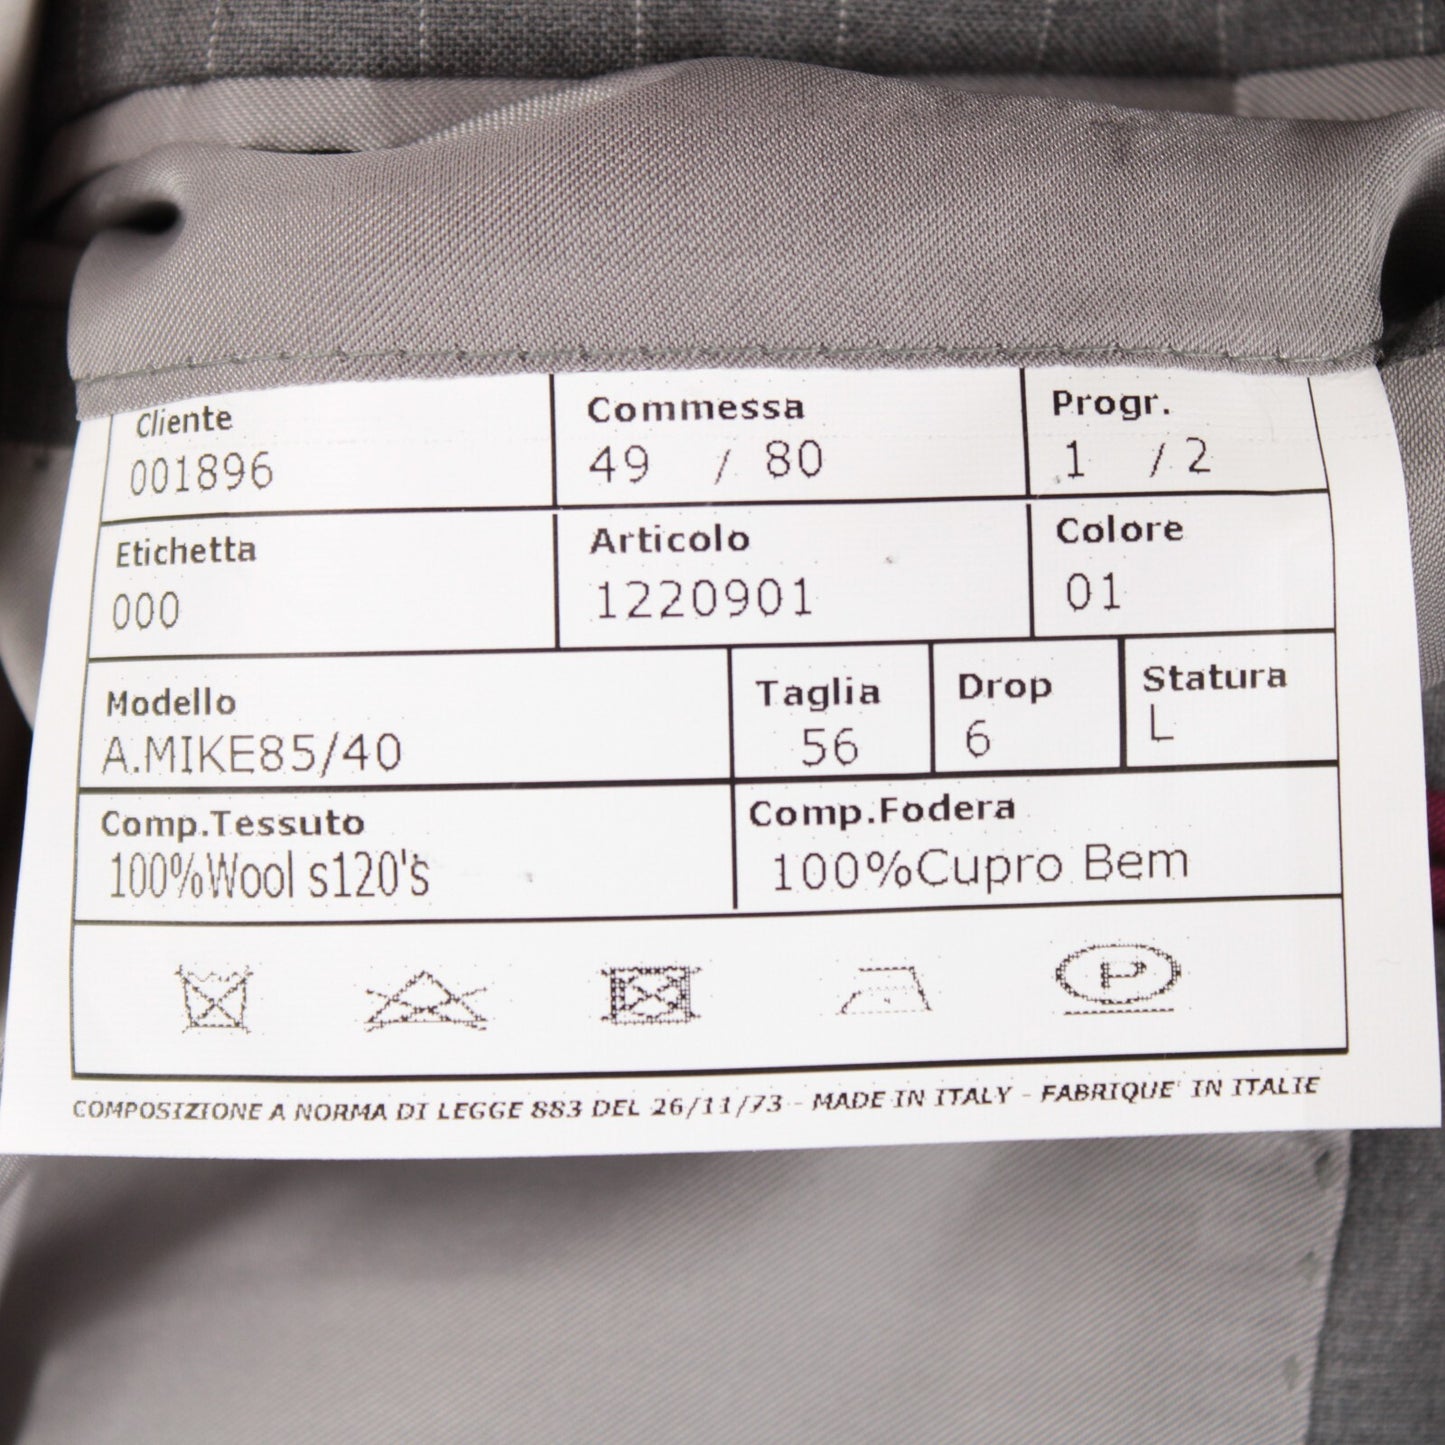 Cliente Commessa Progr.
001896 49 / 80 1 / 2
Etichetta Articolo Colore
000 1220901 01
Modello Taglia Drop Statura
A.MIKE85/40 56 6 L
Comp.Tessuto Comp.Fodera
100%Wool s120's 100%Cupro Bem
P
COMPOSIZIONE A NORMA DI LEGGE 883 DEL 26/11/73 - MADE IN ITALY - FABRIQUE' IN ITALIE